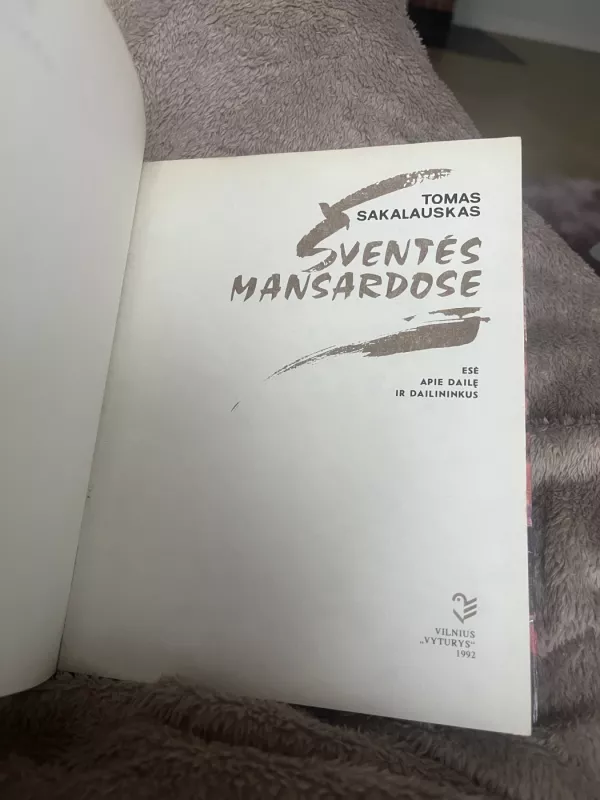 TOMAS
SAKALAUSKAS
ŠVENTĖS
MANSARDOSE
ESĖ
APIE DAILĘ
IR DAILININKUS
VILNIUS
„VYTURYS“
1992